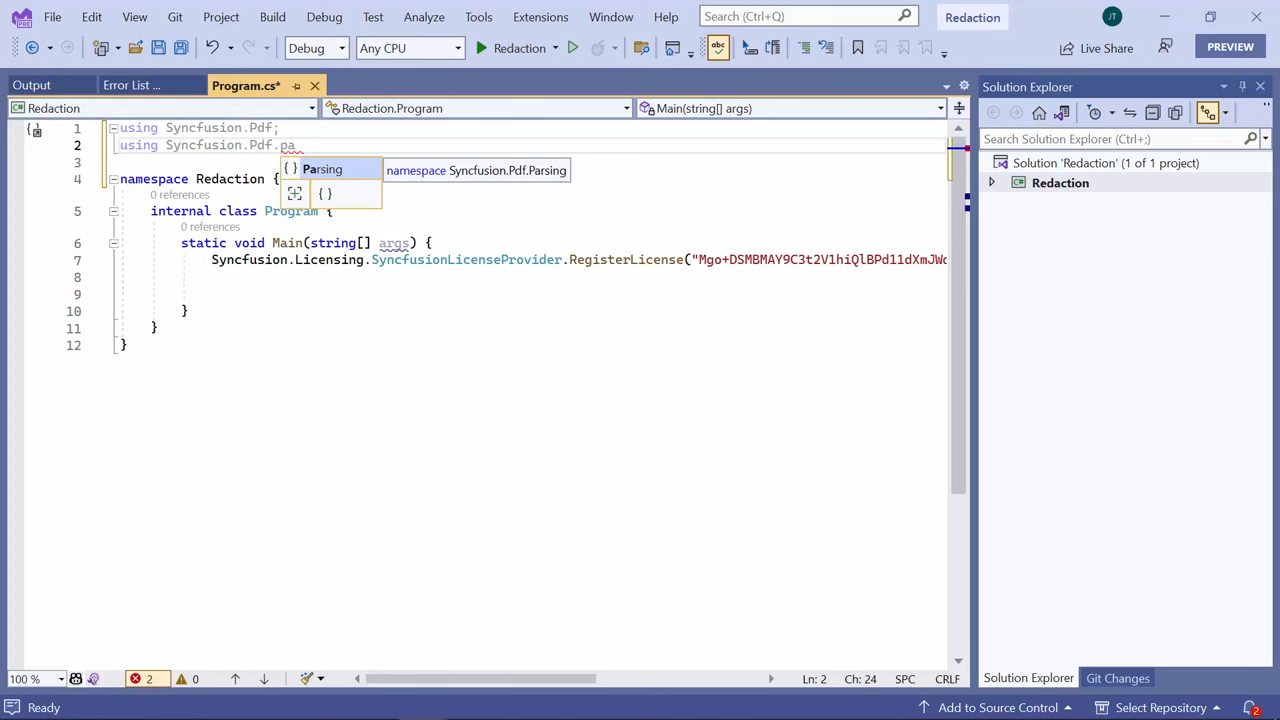 File Edit View Git Project Build Debug Test Analyze Tools Extensions Window Help Search (Ctrl+Q) Redaction JT
PRE Debug Any CPU Redaction abc Live Share PREVIEW
Output Error List ... Program.cs* Solution Explorer
C# Redaction Redaction.Program Main(string[] args)
Search Solution Explorer (Ctrl+;)
Solution 'Redaction' (1 of 1 project)
C# Redaction
1 using Syncfusion.Pdf;
2 using Syncfusion.Pdf.pa
{ } Parsing namespace Syncfusion.Pdf.Parsing
{ }
3
4 namespace Redaction {
0 references
5 internal class Program {
0 references
6 static void Main(string[] args) {
7 Syncfusion.Licensing.SyncfusionLicenseProvider.RegisterLicense("Mgo+DSMBMAY9C3t2V1hiQlBPd11dXmJWd
8
9
10 }
11 }
12 }
100 % 2 0 Ln: 2 Ch: 24 SPC CRLF
Solution Explorer Git Changes
Ready Add to Source Control Select Repository 2